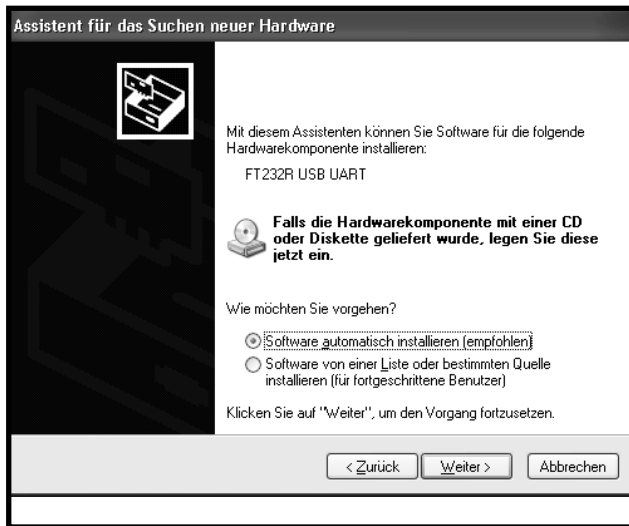 Assistent für das Suchen neuer Hardware
Mit diesem Assistenten können Sie Software für die folgende
Hardwarekomponente installieren:
FT232R USB UART
Falls die Hardwarekomponente mit einer CD
oder Diskette geliefert wurde, legen Sie diese
jetzt ein.
Wie möchten Sie vorgehen?
Software automatisch installieren (empfohlen)
Software von einer Liste oder bestimmten Quelle
installieren (für fortgeschrittene Benutzer)
Klicken Sie auf "Weiter", um den Vorgang fortzusetzen.
< Zurück Weiter > Abbrechen